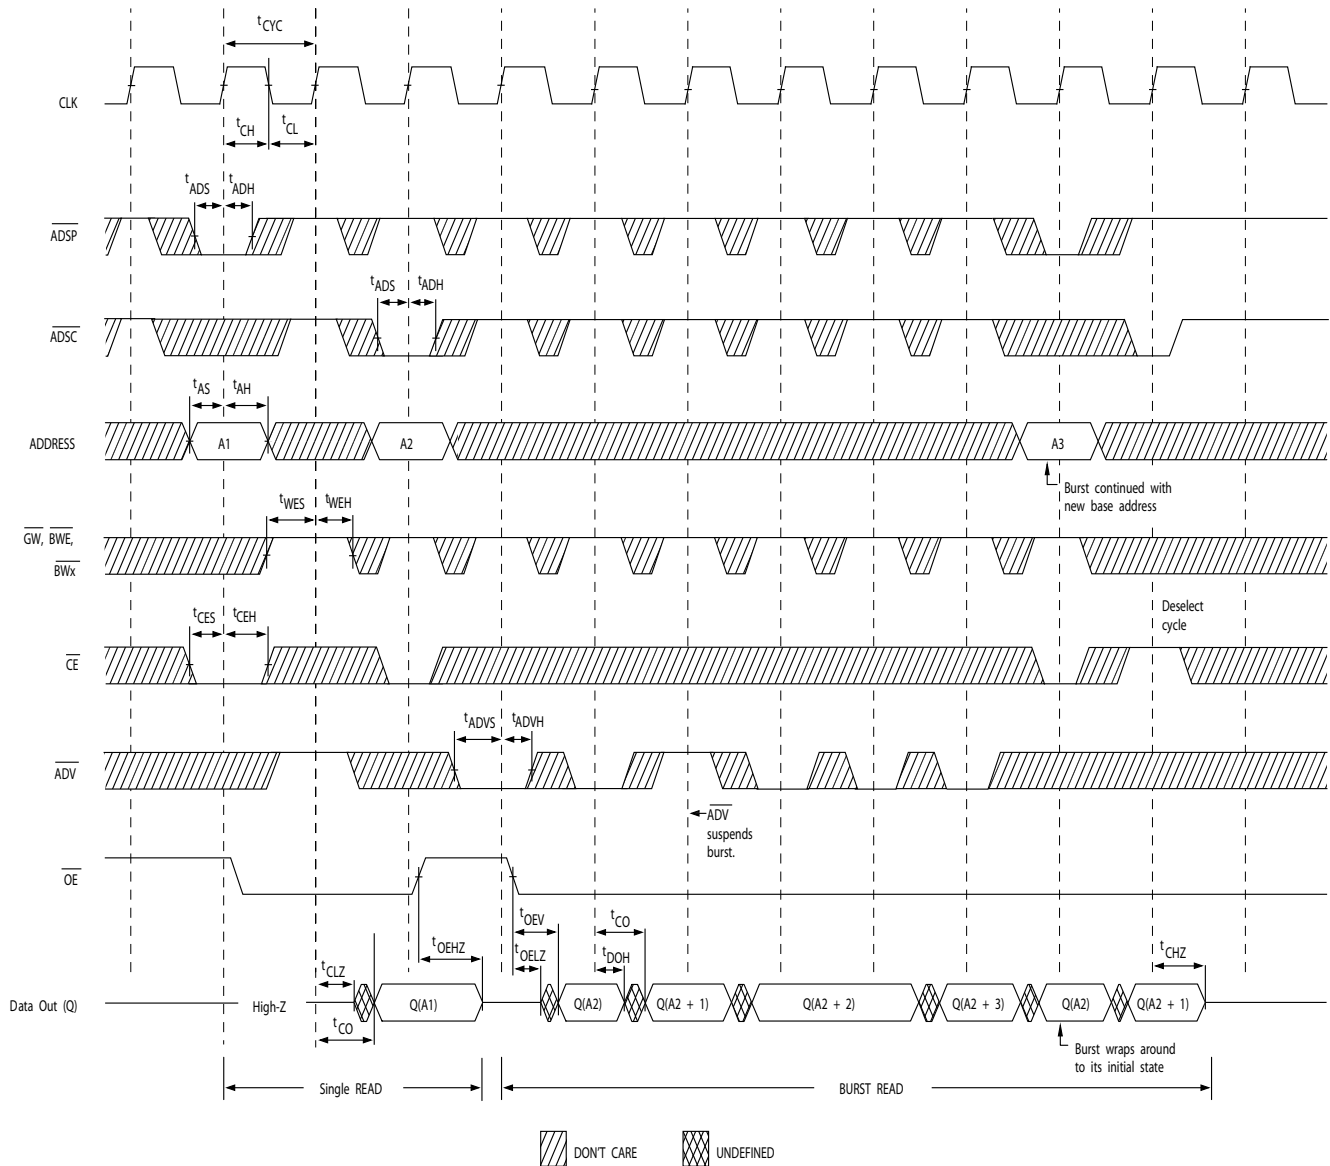 tCYC
CLK
tCH
tCL
tADS
tADH
ADSP
tADS
tADH
ADSC
tAS
tAH
ADDRESS
A1
A2
A3
Burst continued with
new base address
tWES
tWEH
GW, BWE,
BWx
tCES
tCEH
Deselect
cycle
CE
tADVS
tADVH
ADV
ADV
suspends
burst.
OE
tOEV
tCO
tOEHZ
tOELZ
tDOH
tCHZ
tCLZ
Data Out (Q)
High-Z
Q(A1)
Q(A2)
Q(A2 + 1)
Q(A2 + 2)
Q(A2 + 3)
Q(A2)
Q(A2 + 1)
tCO
Burst wraps around
to its initial state
Single READ
BURST READ
DON'T CARE
UNDEFINED